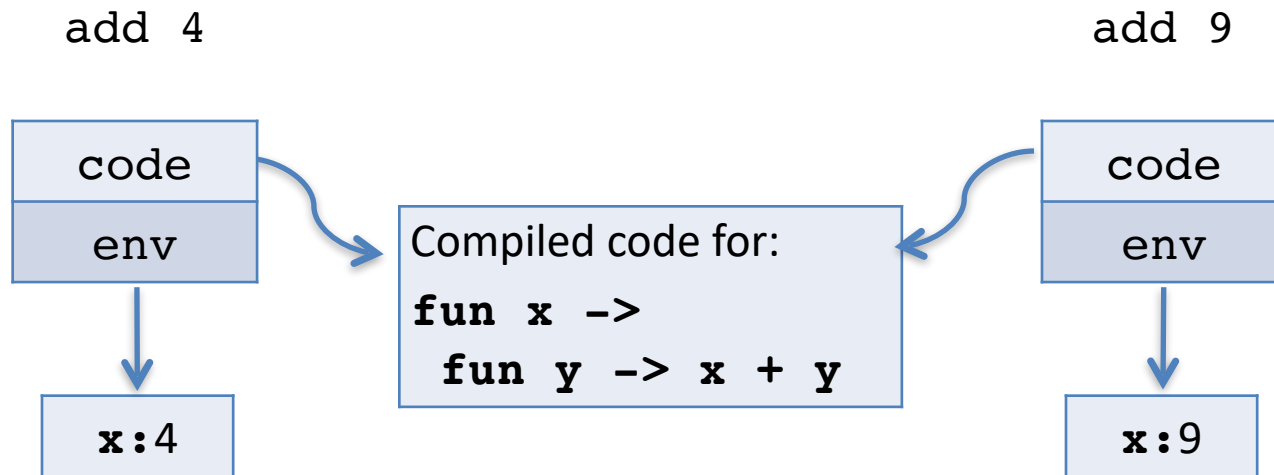 add 4
add 9
code
env
x:4
Compiled code for:
fun x ->
fun y -> x + y
code
env
x:9